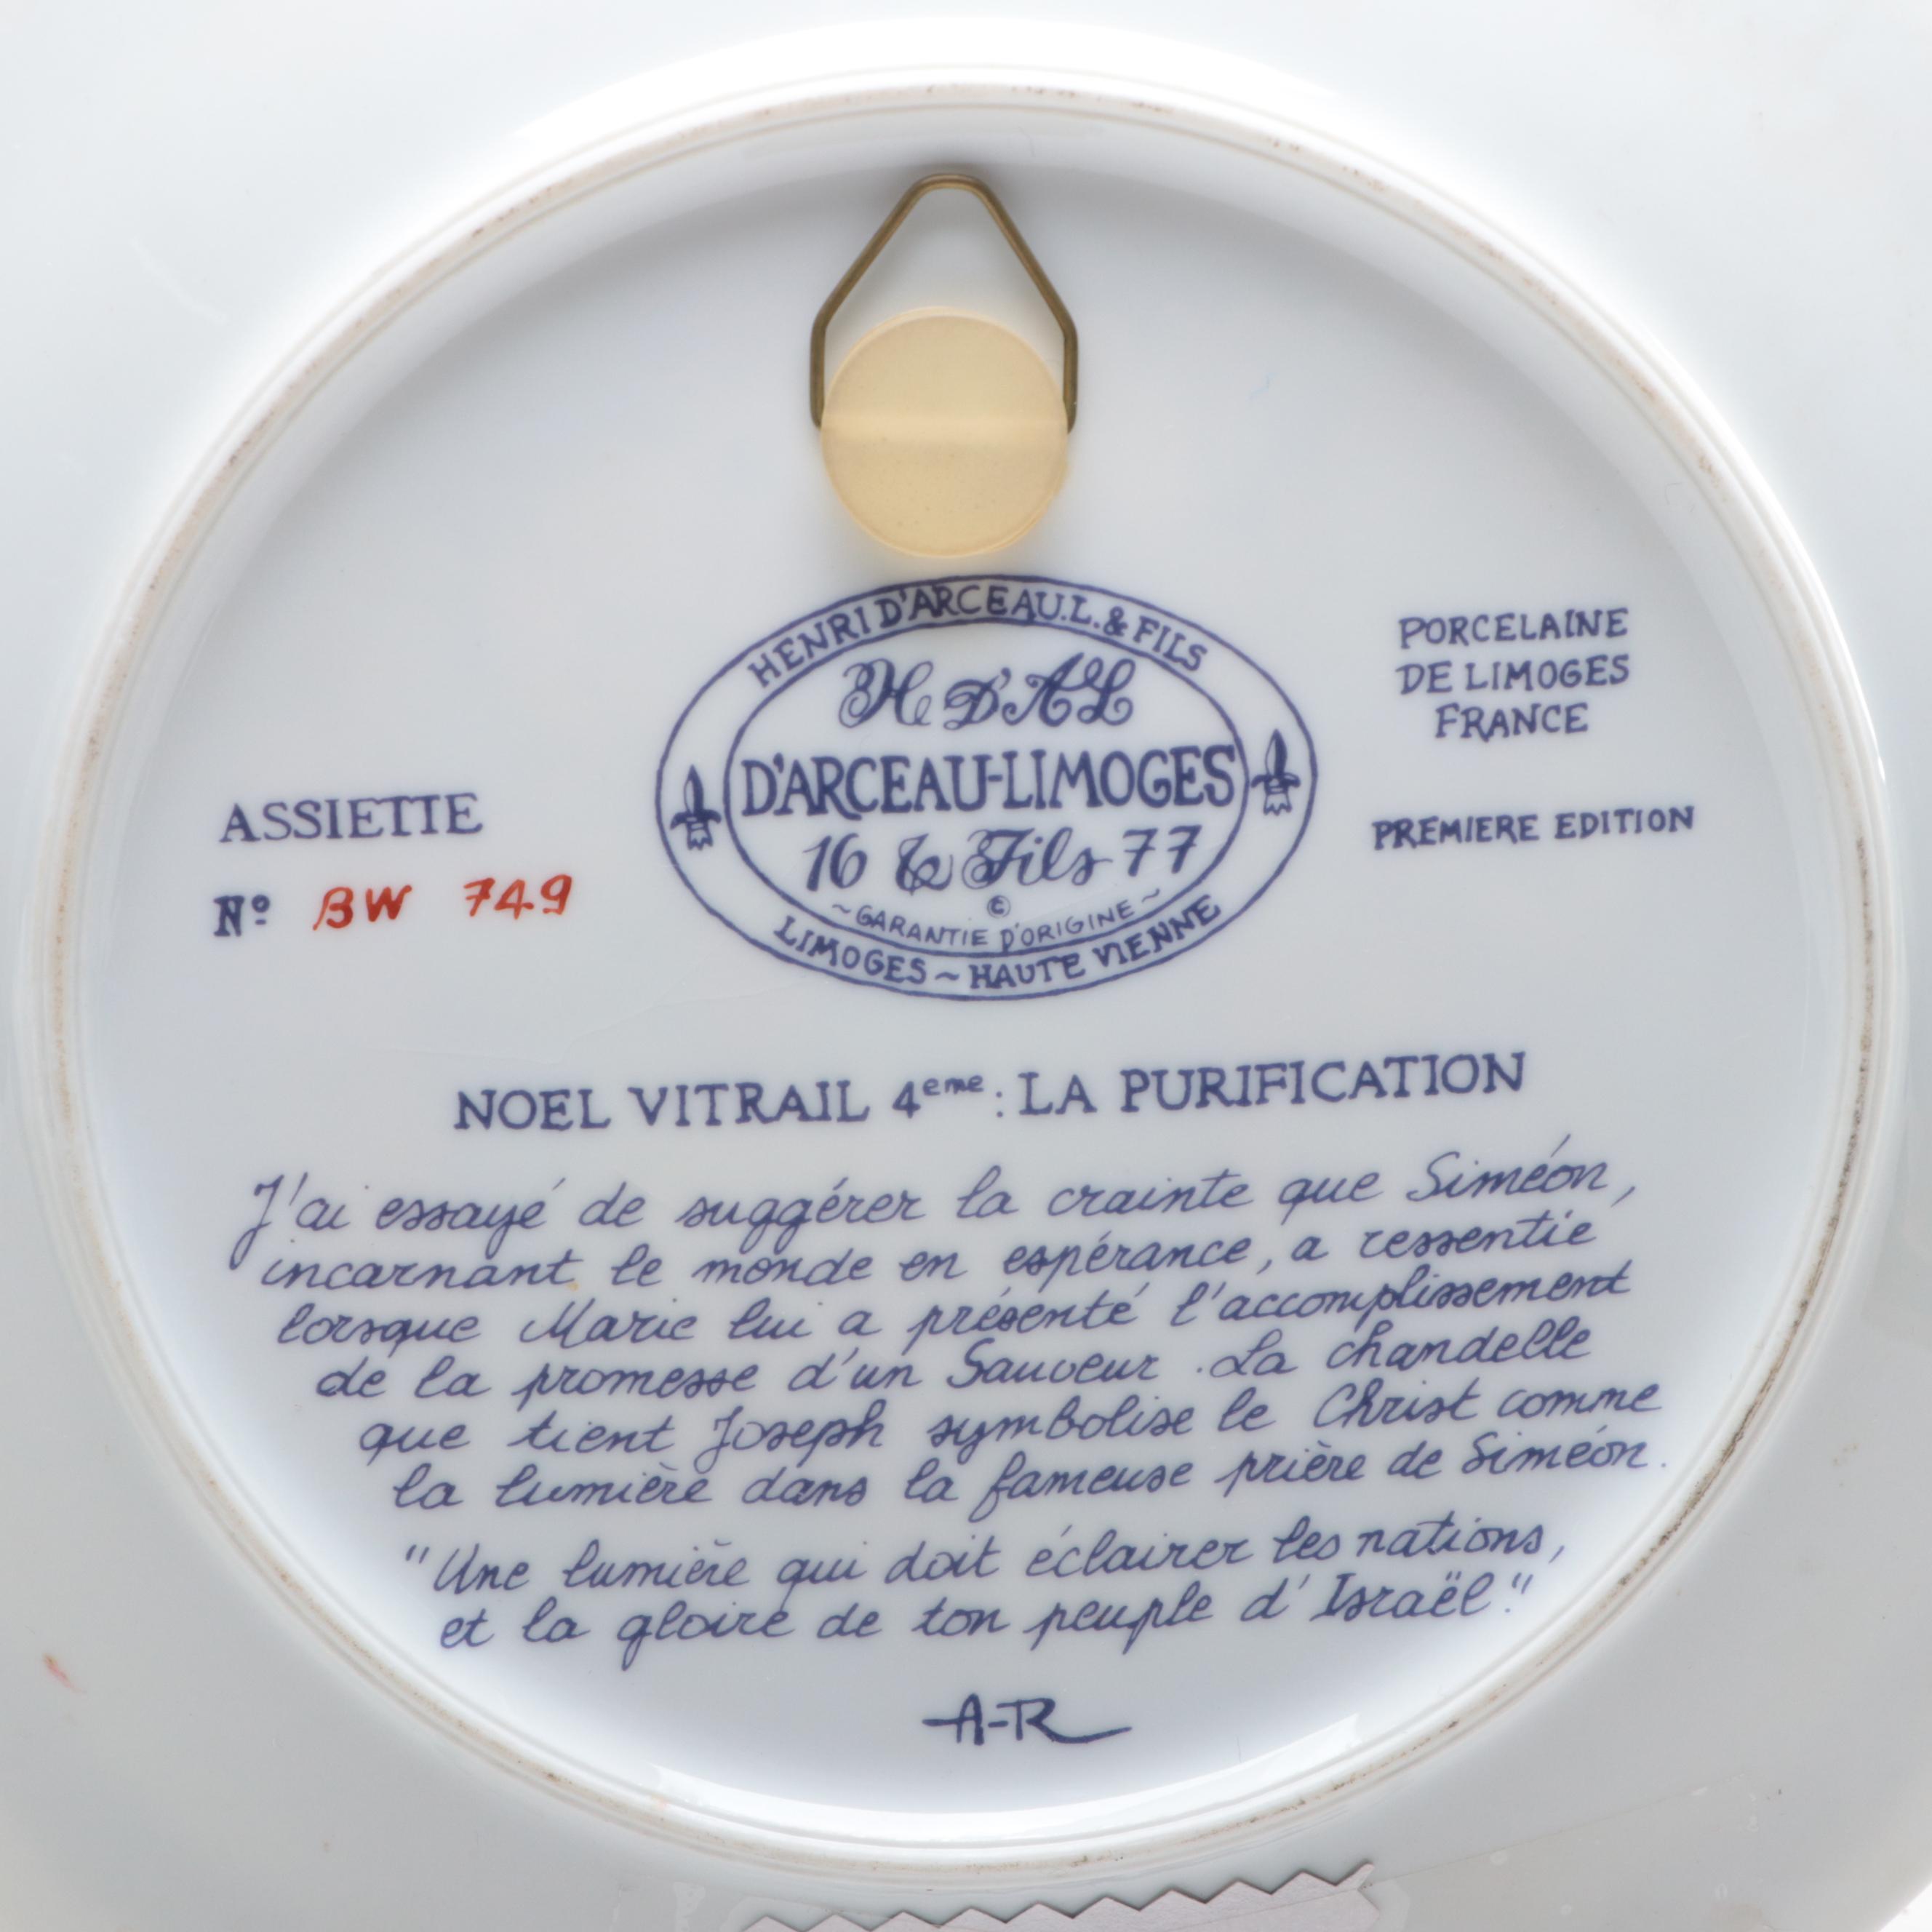 HENRI D'ARCEAU.L.& FILS
H D'AL
D'ARCEAU-LIMOGES
16 & Fils 77
©
~GARANTIE D'ORIGINE~
LIMOGES ~ HAUTE VIENNE
PORCELAINE
DE LIMOGES
FRANCE
PREMIERE EDITION
ASSIETTE
Nº BW 749
NOEL VITRAIL 4eme: LA PURIFICATION
J'ai essayé de suggérer la crainte que Siméon,
incarnant le monde en espérance, a ressentie
lorsque Marie lui a présenté l'accomplissement
de la promesse d'un Sauveur. La chandelle
que tient Joseph symbolise le Christ comme
la lumière dans la fameuse prière de Siméon.
"Une lumière qui doit éclairer les nations,
et la gloire de ton peuple d'Israël."
A-R